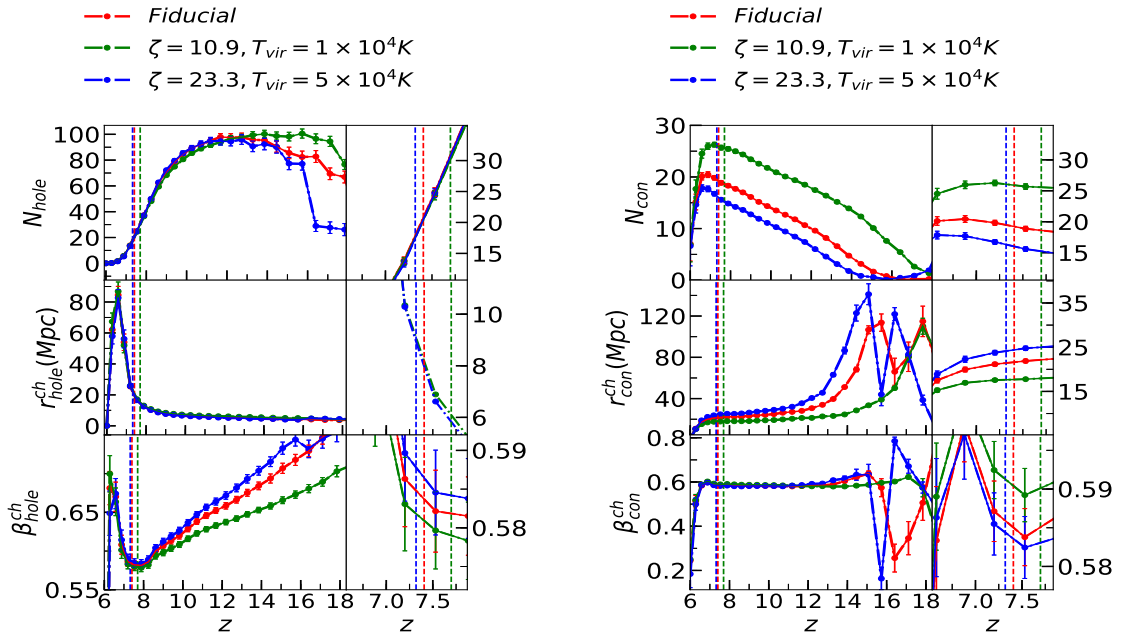 Fiducial
ζ = 10.9, T_vir = 1 × 10^4K
ζ = 23.3, T_vir = 5 × 10^4K
Fiducial
ζ = 10.9, T_vir = 1 × 10^4K
ζ = 23.3, T_vir = 5 × 10^4K
N_hole
100
80
60
40
20
0
30
25
20
15
r^ch_hole(Mpc)
80
60
40
20
0
10
8
6
β^ch_hole
0.65
0.55
0.59
0.58
6 8 10 12 14 16 18 7.0 7.5
z z
N_con
30
20
10
0
30
25
20
15
r^ch_con(Mpc)
120
80
40
35
25
15
β^ch_con
0.8
0.6
0.4
0.2
0.59
0.58
6 8 10 12 14 16 18 7.0 7.5
z z